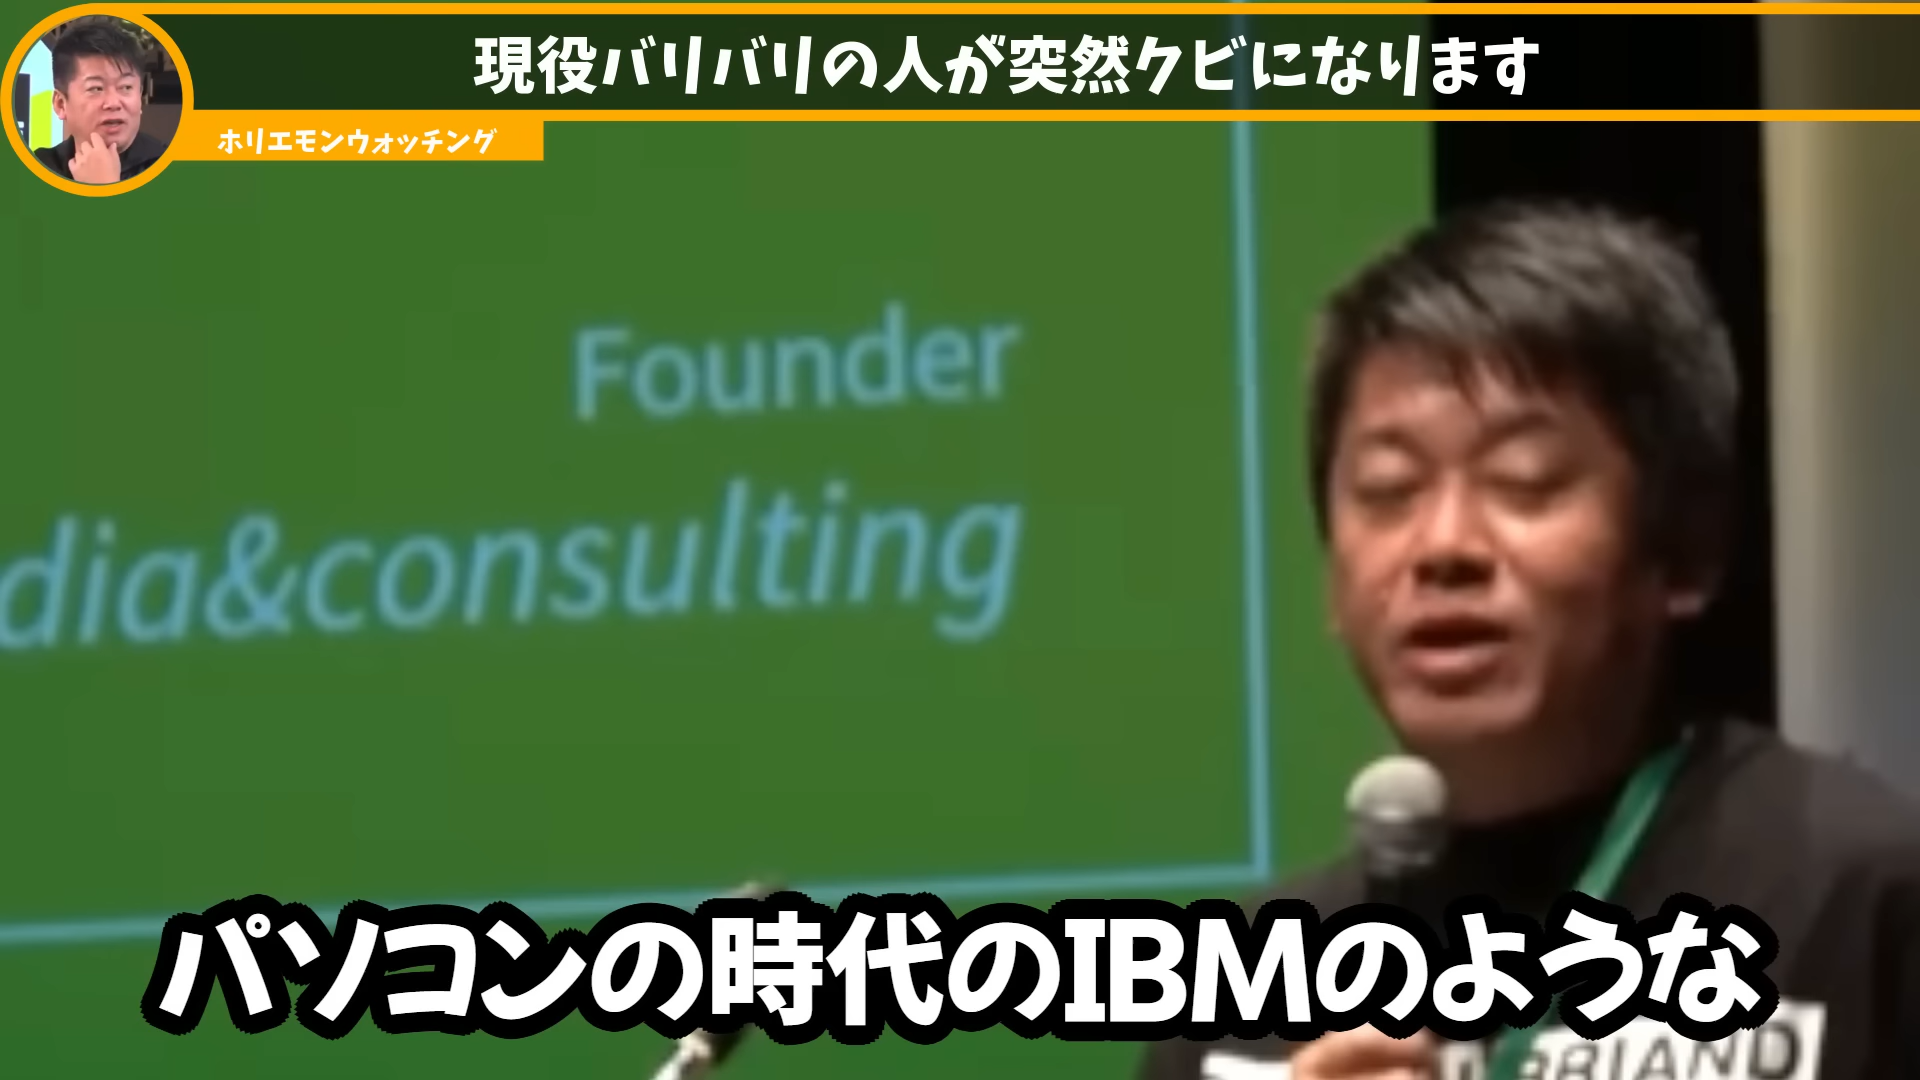 現役バリバリの人が突然クビになります
ホリエモンウォッチング
Founder
dia&consulting
パソコンの時代のIBMのような